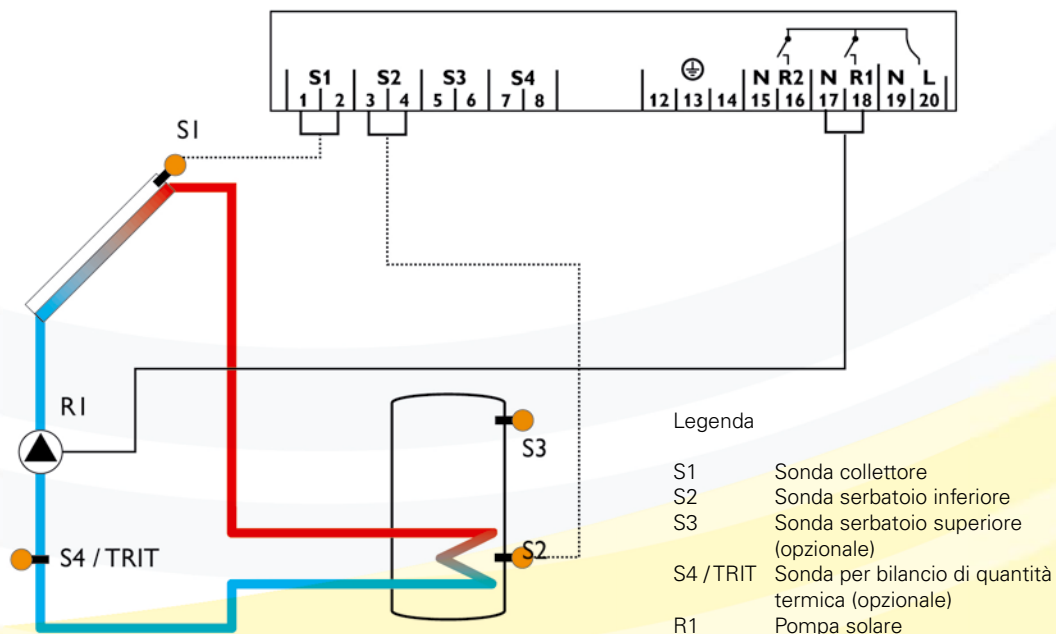 S1 S2 S3 S4 N R2 N R1 N L
1 2 3 4 5 6 7 8 12 13 14 15 16 17 18 19 20
S1
R1
S3
S2
S4 / TRIT
Legenda
S1 Sonda collettore
S2 Sonda serbatoio inferiore
S3 Sonda serbatoio superiore
(opzionale)
S4 / TRIT Sonda per bilancio di quantità
termica (opzionale)
R1 Pompa solare